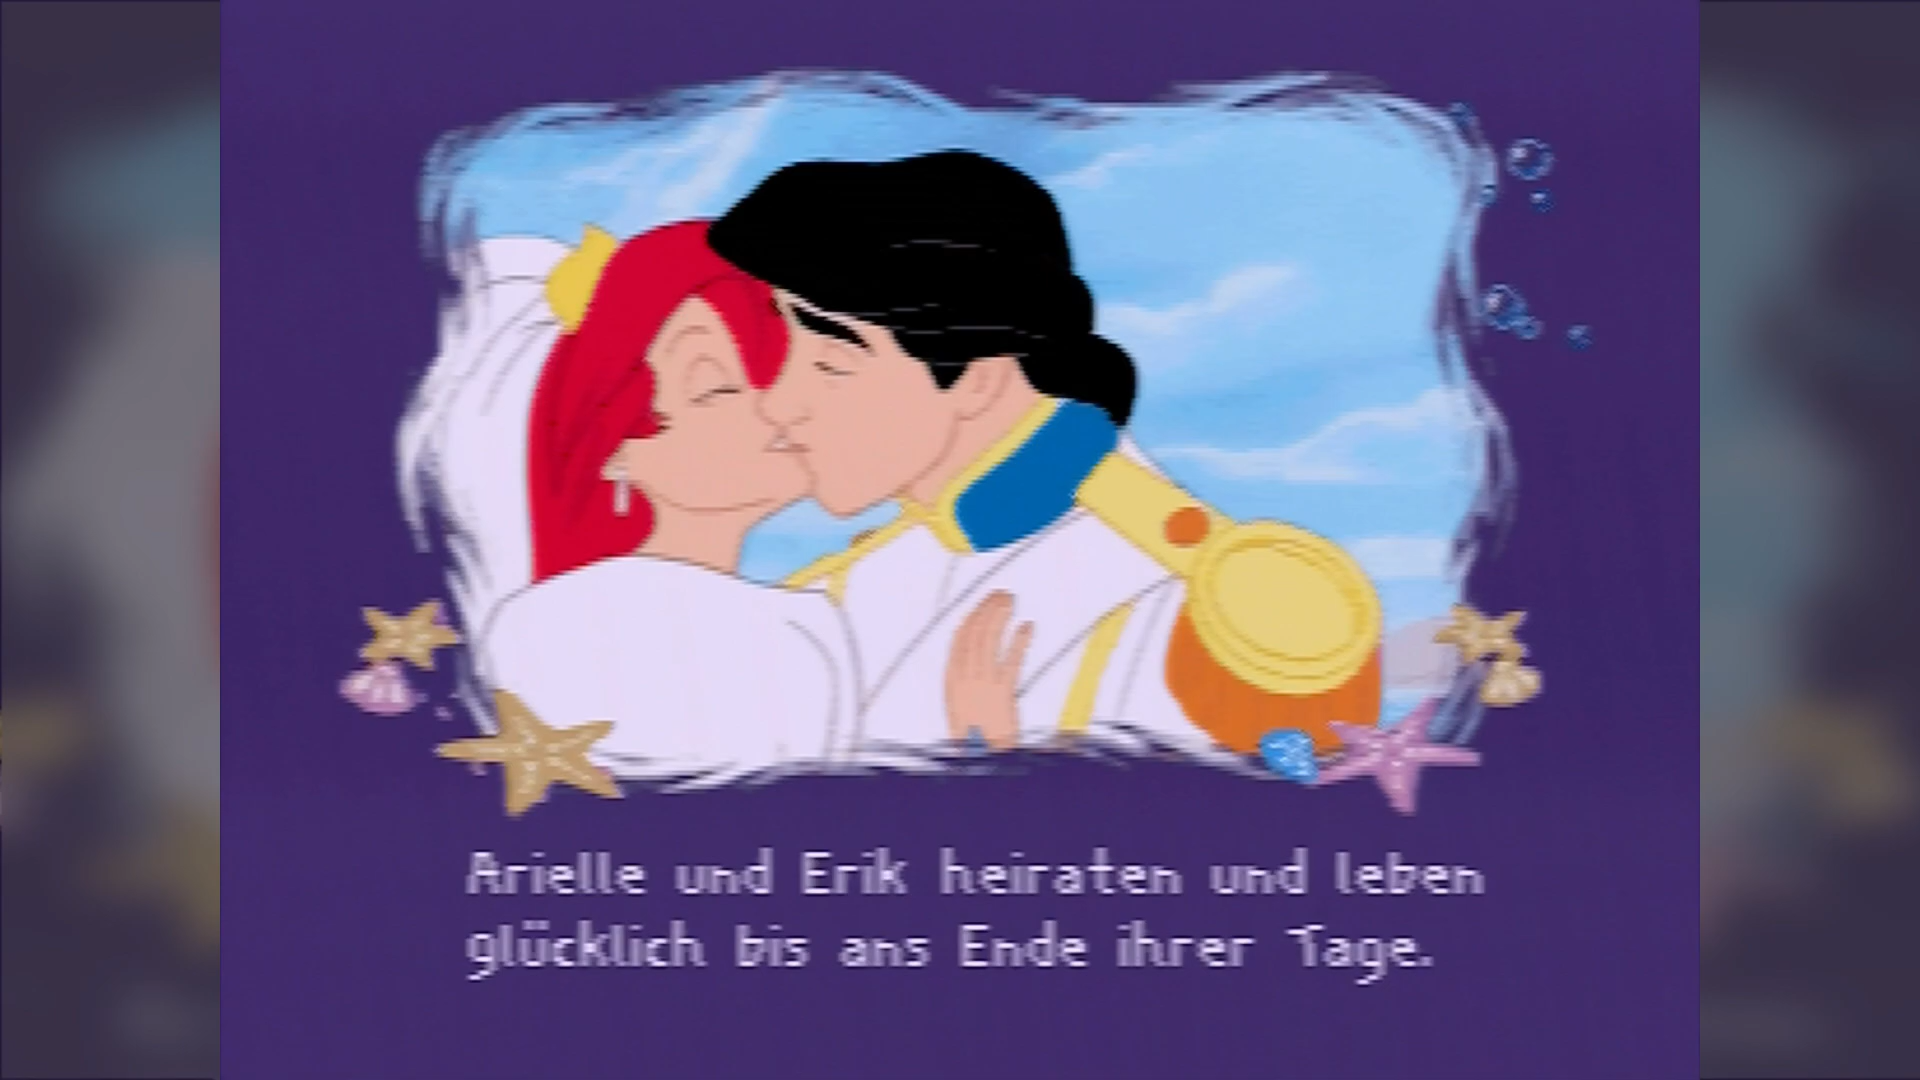 Arielle und Erik heiraten und leben
glücklich bis ans Ende ihrer Tage.